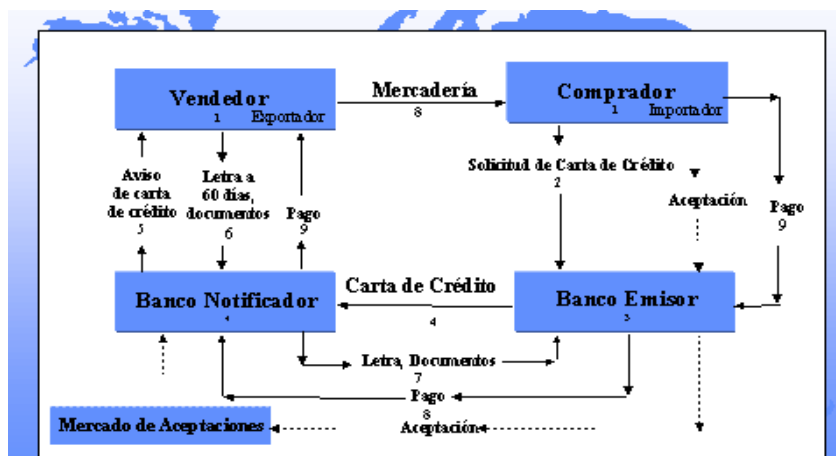 Vendedor
1 Exportador
Mercadería
8
Comprador
1 Importador
Aviso
de carta
de crédito
5
Letra a
60 días,
documentos
6
Pago
9
Solicitud de Carta de Crédito
2
Aceptación
Pago
9
Banco Notificador
4
Carta de Crédito
4
Banco Emisor
3
Letra, Documentos
7
Pago
8
Mercado de Aceptaciones
Aceptación